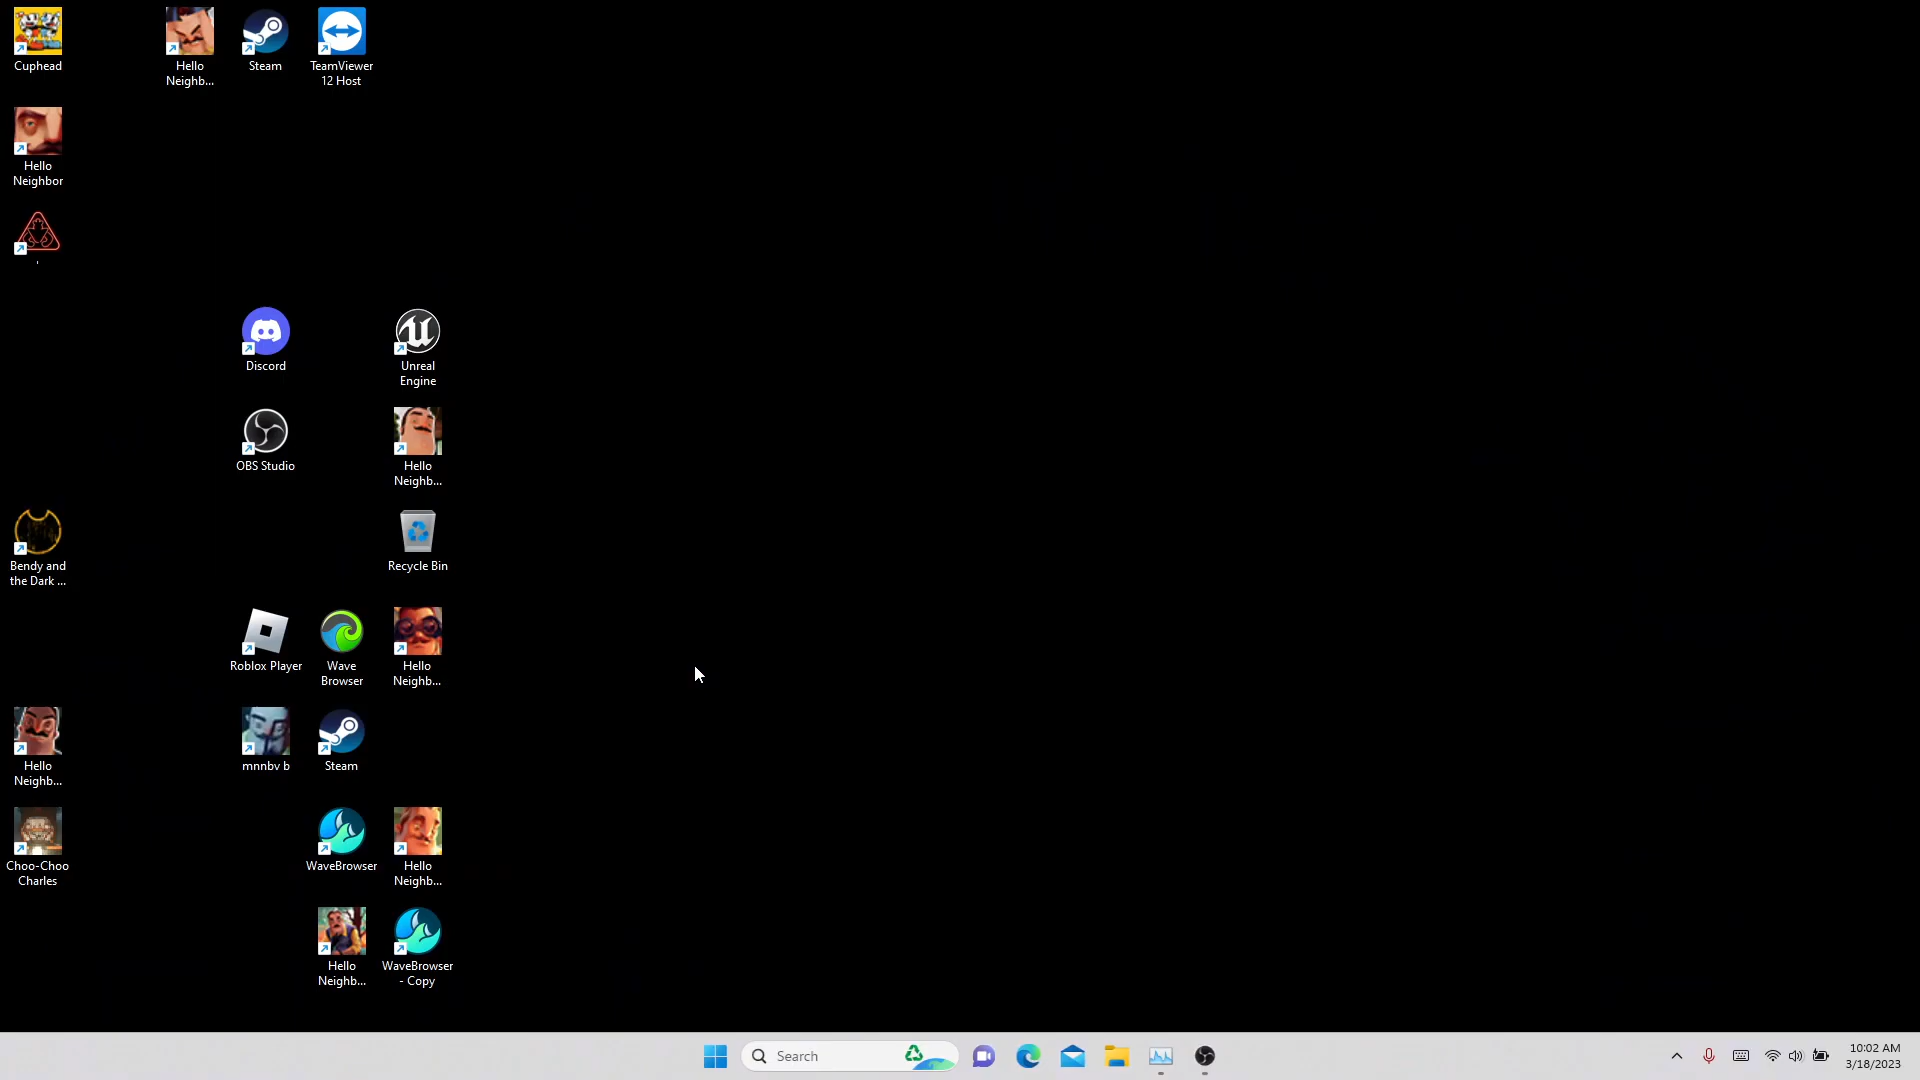 Cuphead
Hello
Neighb...
Steam
TeamViewer
12 Host
Hello
Neighbor
'
Discord
Unreal
Engine
OBS Studio
Hello
Neighb...
Bendy and
the Dark ...
Recycle Bin
Roblox Player
Wave
Browser
Hello
Neighb...
Hello
Neighb...
mnnbv b
Steam
Choo-Choo
Charles
WaveBrowser
Hello
Neighb...
Hello
Neighb...
WaveBrowser
- Copy
Search
10:02 AM
3/18/2023